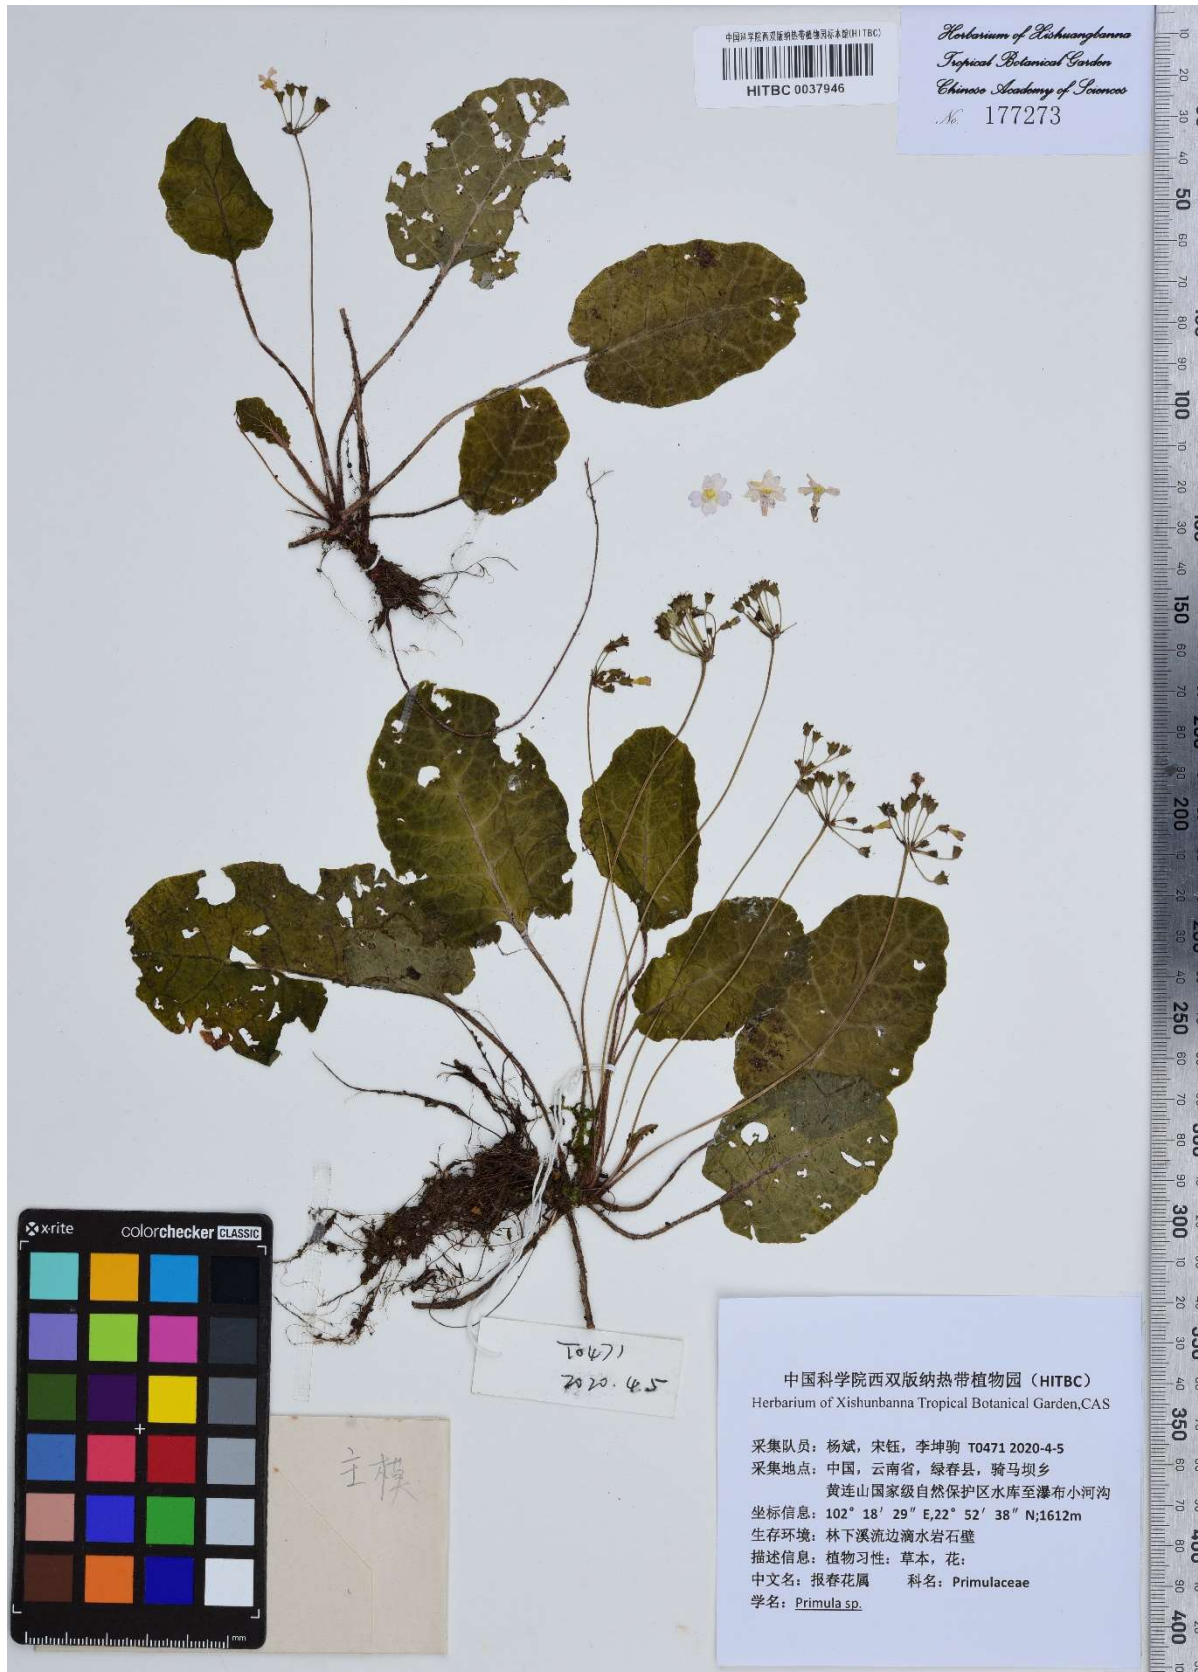 中国科学院西双版纳热带植物园标本馆(HITBC)
HITBC 0037946
Herbarium of Xishuangbanna
Tropical Botanical Garden
Chinese Academy of Sciences
No. 177273
x-rite
colorchecker CLASSIC
mm
T0471
2020.4.5
主模
中国科学院西双版纳热带植物园（HITBC）
Herbarium of Xishunbanna Tropical Botanical Garden,CAS
采集队员：杨斌，宋钰，李坤驹 T0471 2020-4-5
采集地点：中国，云南省，绿春县，骑马坝乡
黄连山国家级自然保护区水库至瀑布小河沟
坐标信息：102° 18′ 29″ E,22° 52′ 38″ N;1612m
生存环境：林下溪流边滴水岩石壁
描述信息：植物习性：草本，花：
中文名：报春花属 科名：Primulaceae
学名：Primula sp.
50
100
150
200
250
300
350
400